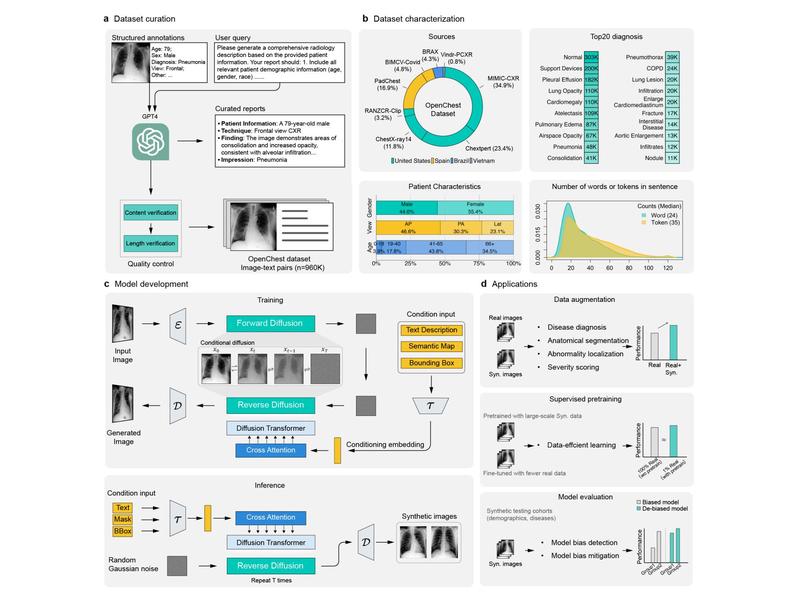 a Dataset curation
Structured annotations
Age: 79;
Sex: Male
Diagnosis: Pneumonia
View: Frontal;
Other: ...
User query
Please generate a comprehensive radiology
description based on the provided patient
information. Your report should: 1. Include all
relevant patient demographic information (age,
gender, race) ......
GPT4
Curated reports
• Patient Information: A 79-year-old male
• Technique: Frontal view CXR
• Finding: The image demonstrates areas of
consolidation and increased opacity,
consistent with alveolar infiltration...
• Impression: Pneumonia
Content verification
Length verification
Quality control
OpenChest dataset
Image-text pairs (n=960K)
b Dataset characterization
Sources
BRAX
(4.3%)
Vindr-PCXR
(0.8%)
BIMCV-Covid
(4.8%)
PadChest
(16.9%)
MIMIC-CXR
(34.9%)
RANZCR-Clip
(3.2%)
OpenChest
Dataset
ChestX-ray14
(11.8%)
Chextpert (23.4%)
United States Spain Brazil Vietnam
Top20 diagnosis
Normal 303K
Support Devices 200K
Pleural Effusion 182K
Lung Opacity 110K
Cardiomegaly 110K
Atelectasis 109K
Pulmonary Edema 87K
Airspace Opacity 67K
Pneumonia 48K
Consolidation 41K
Pneumothorax 39K
COPD 24K
Lung Lesion 20K
Infiltration 20K
Enlarge
Cardiomediastinum 20K
Fracture 17K
Interstitial
Disease 14K
Aortic Enlargement 13K
Infiltrates 12K
Nodule 11K
Patient Characteristics
Gender
Male
44.6%
Female
55.4%
View
AP
46.6%
PA
30.3%
Lat
23.1%
Age
0-18
3.9%
19-40
17.8%
41-65
43.8%
66+
34.5%
0% 25% 50% 75% 100%
Number of words or tokens in sentence
Counts (Median)
Word (24)
Token (35)
0.030
0.015
0.000
0 20 40 60 80 100 120
c Model development
Training
Input
Image
ℰ
Forward Diffusion
Conditional diffusion
x0 xt xt−1 xT
Generated
Image
𝒟
Reverse Diffusion
Diffusion Transformer
Cross Attention
Condition input
Text Description
Semantic Map
Bounding Box
𝒯
Conditioning embedding
Inference
Condition input
Text
Mask
BBox
𝒯
Cross Attention
Diffusion Transformer
Random
Gaussian noise
Reverse Diffusion
Repeat T times
𝒟
Synthetic images
d Applications
Data augmentation
Real images
Syn. images
• Disease diagnosis
• Anatomical segmentation
• Abnormality localization
• Severity scoring
Performance
Real
Real+
Syn.
Supervised pretraining
Pretrained with large-scale Syn. data
• Data-effcient learning
Fine-tuned with fewer real data
Performance
≈
100% Real
(wo pretrain)
1% Real
(with pretrain)
Model evaluation
Synthetic testing cohorts
(demographics, diseases)
Syn. images
• Model bias detection
• Model bias mitigation
Biased model
De-biased model
Performance
Group1
Group2
Group1
Group2